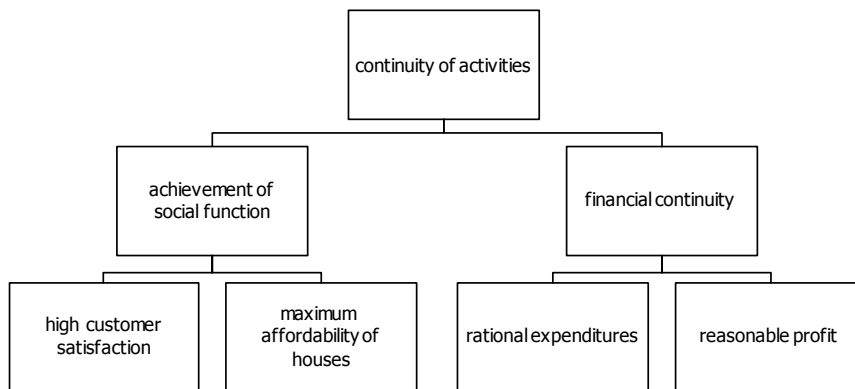 continuity of activities
achievement of
social function
financial continuity
high customer
satisfaction
maximum
affordability of
houses
rational expenditures
reasonable profit